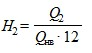 H₂ = Q₂ / (Qнв · 12)